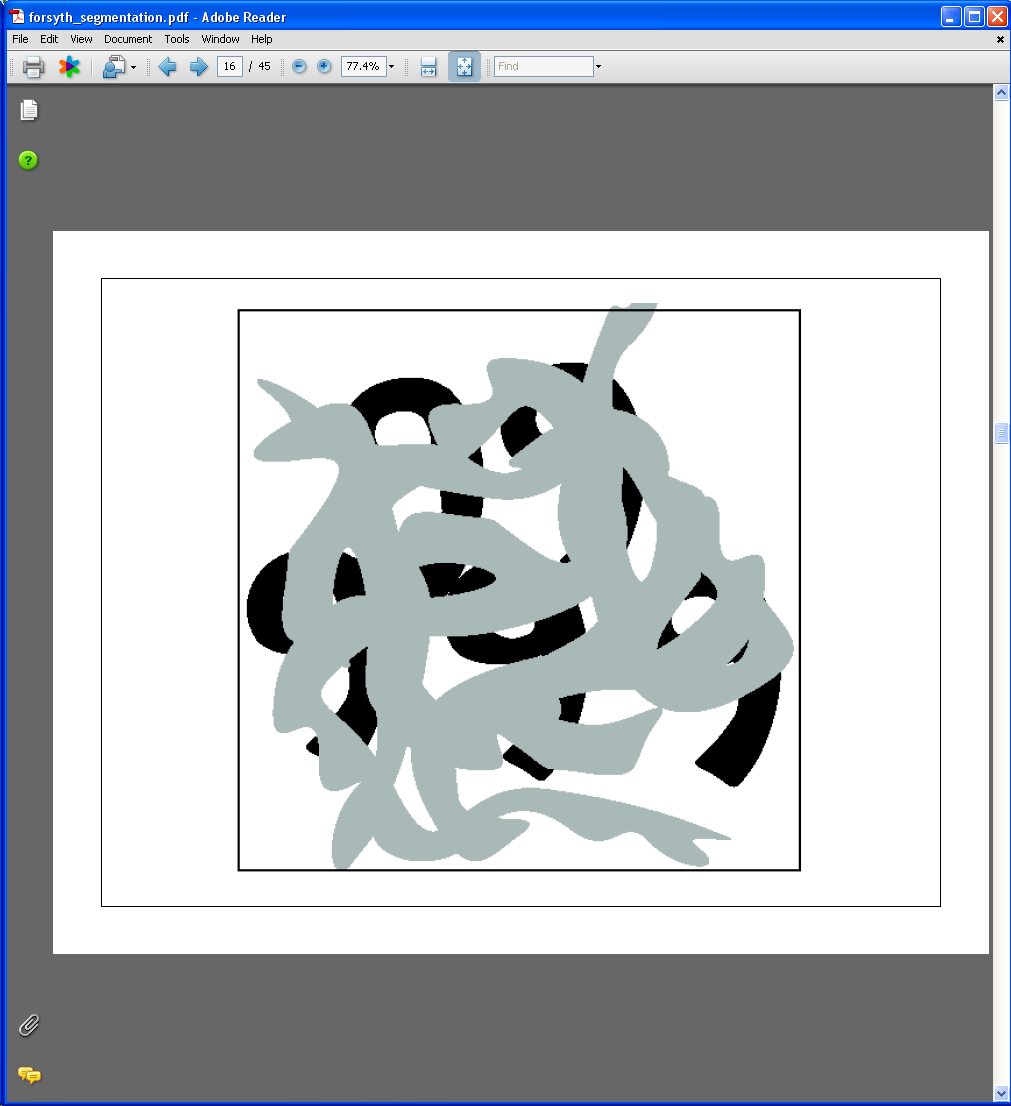 forsyth_segmentation.pdf - Adobe Reader
File Edit View Document Tools Window Help
16 / 45 77.4% Find